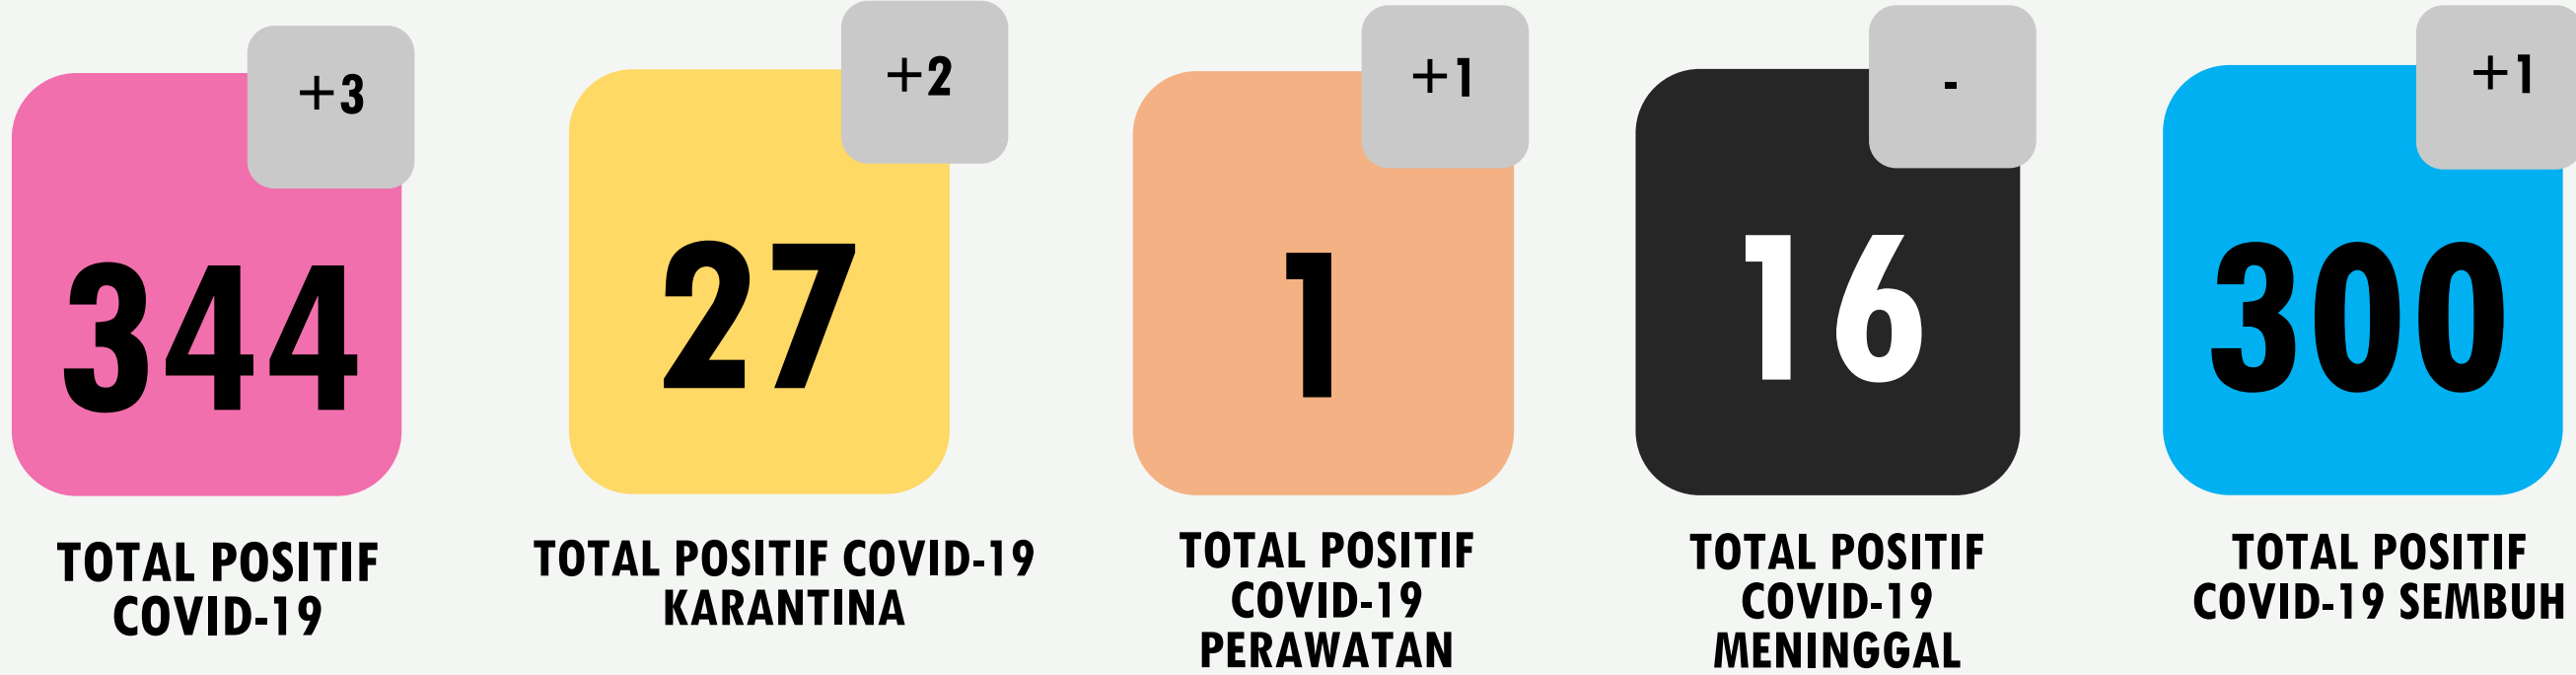 +3
344
TOTAL POSITIF
COVID-19
+2
27
TOTAL POSITIF COVID-19
KARANTINA
+1
1
TOTAL POSITIF
COVID-19
PERAWATAN
-
16
TOTAL POSITIF
COVID-19
MENINGGAL
+1
300
TOTAL POSITIF
COVID-19 SEMBUH